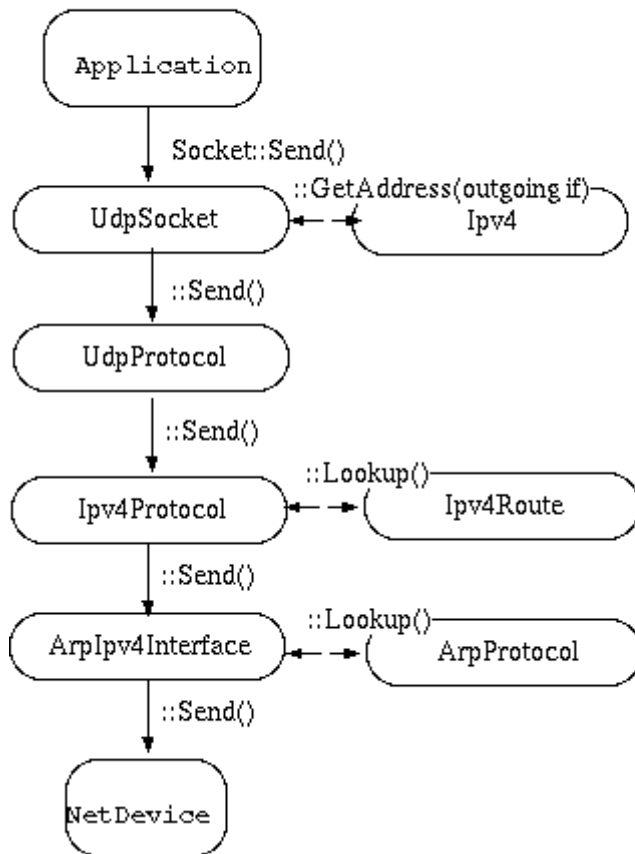 Application
Socket::Send()
::GetAddress(outgoing if)
UdpSocket
Ipv4
::Send()
UdpProtocol
::Send()
::Lookup()
Ipv4Protocol
Ipv4Route
::Send()
::Lookup()
ArpIpv4Interface
ArpProtocol
::Send()
NetDevice